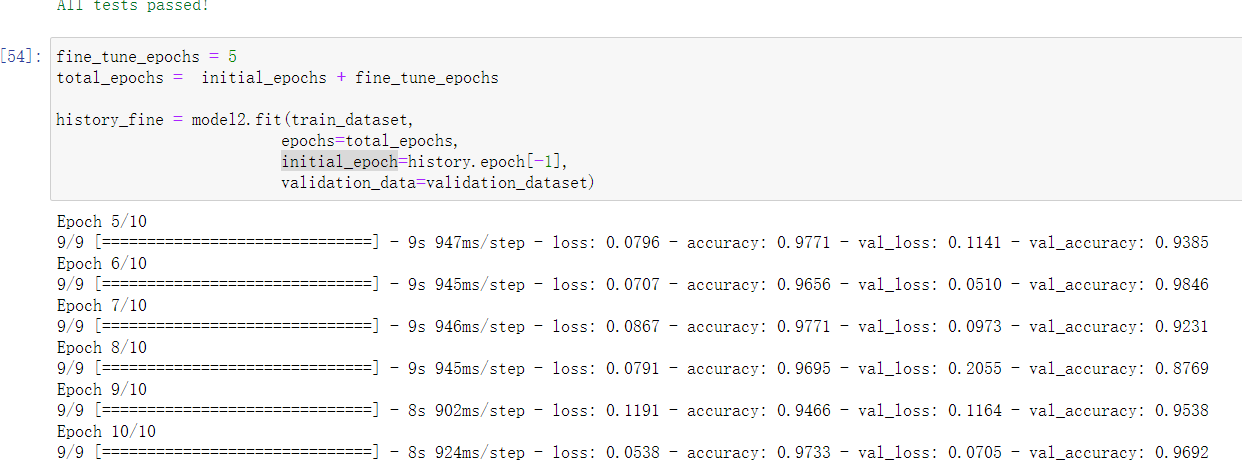 All tests passed!
[54]:
fine_tune_epochs = 5
total_epochs =  initial_epochs + fine_tune_epochs
history_fine = model2.fit(train_dataset,
epochs=total_epochs,
initial_epoch=history.epoch[-1],
validation_data=validation_dataset)
Epoch 5/10
9/9 [==============================] - 9s 947ms/step - loss: 0.0796 - accuracy: 0.9771 - val_loss: 0.1141 - val_accuracy: 0.9385
Epoch 6/10
9/9 [==============================] - 9s 945ms/step - loss: 0.0707 - accuracy: 0.9656 - val_loss: 0.0510 - val_accuracy: 0.9846
Epoch 7/10
9/9 [==============================] - 9s 946ms/step - loss: 0.0867 - accuracy: 0.9771 - val_loss: 0.0973 - val_accuracy: 0.9231
Epoch 8/10
9/9 [==============================] - 9s 945ms/step - loss: 0.0791 - accuracy: 0.9695 - val_loss: 0.2055 - val_accuracy: 0.8769
Epoch 9/10
9/9 [==============================] - 8s 902ms/step - loss: 0.1191 - accuracy: 0.9466 - val_loss: 0.1164 - val_accuracy: 0.9538
Epoch 10/10
9/9 [==============================] - 8s 924ms/step - loss: 0.0538 - accuracy: 0.9733 - val_loss: 0.0705 - val_accuracy: 0.9692